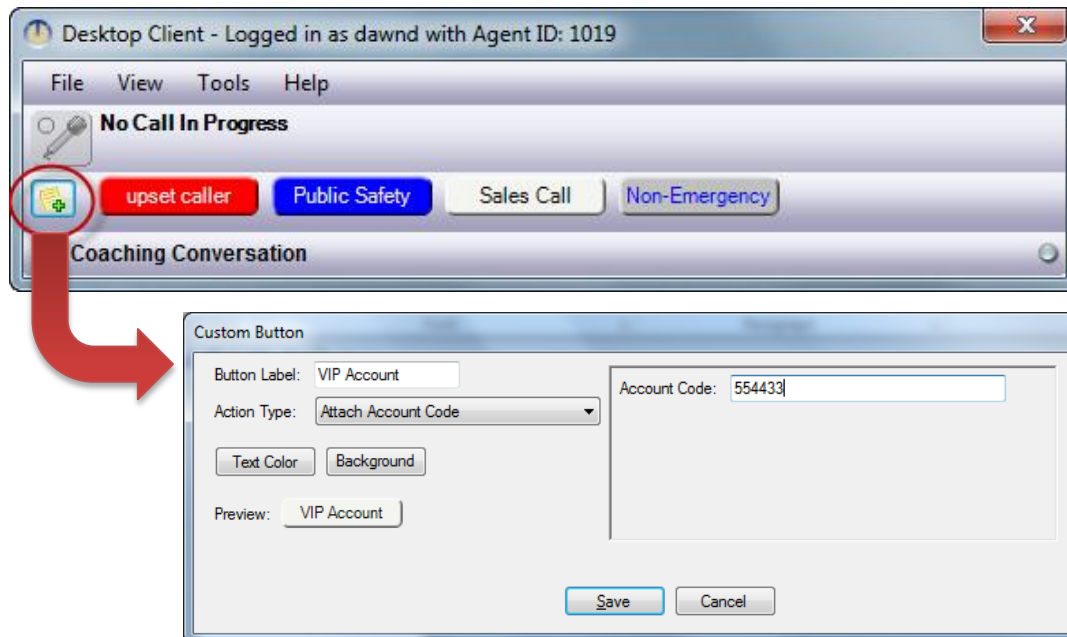 Desktop Client - Logged in as dawnd with Agent ID: 1019
File View Tools Help
No Call In Progress
upset caller Public Safety Sales Call Non-Emergency
Coaching Conversation
Custom Button
Button Label: VIP Account
Account Code: 554433
Action Type: Attach Account Code
Text Color Background
Preview: VIP Account
Save Cancel